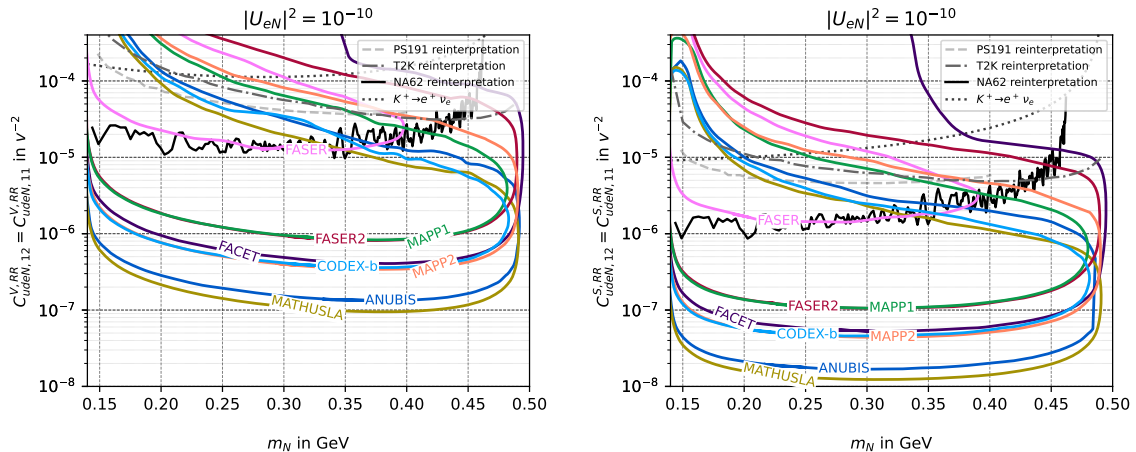 |U_{eN}|^2 = 10^{-10}
C^{V,RR}_{udeN,12} = C^{V,RR}_{udeN,11} in v^{-2}
10^{-4}
10^{-5}
10^{-6}
10^{-7}
10^{-8}
PS191 reinterpretation
T2K reinterpretation
NA62 reinterpretation
K^+→e^+ ν_e
FASER
FASER2
MAPP1
FACET
CODEX-b
MAPP2
ANUBIS
MATHUSLA
0.15 0.20 0.25 0.30 0.35 0.40 0.45 0.50
m_N in GeV
|U_{eN}|^2 = 10^{-10}
C^{S,RR}_{udeN,12} = C^{S,RR}_{udeN,11} in v^{-2}
10^{-4}
10^{-5}
10^{-6}
10^{-7}
10^{-8}
PS191 reinterpretation
T2K reinterpretation
NA62 reinterpretation
K^+→e^+ ν_e
FASER
FASER2
MAPP1
FACET
CODEX-b
MAPP2
ANUBIS
MATHUSLA
0.15 0.20 0.25 0.30 0.35 0.40 0.45 0.50
m_N in GeV